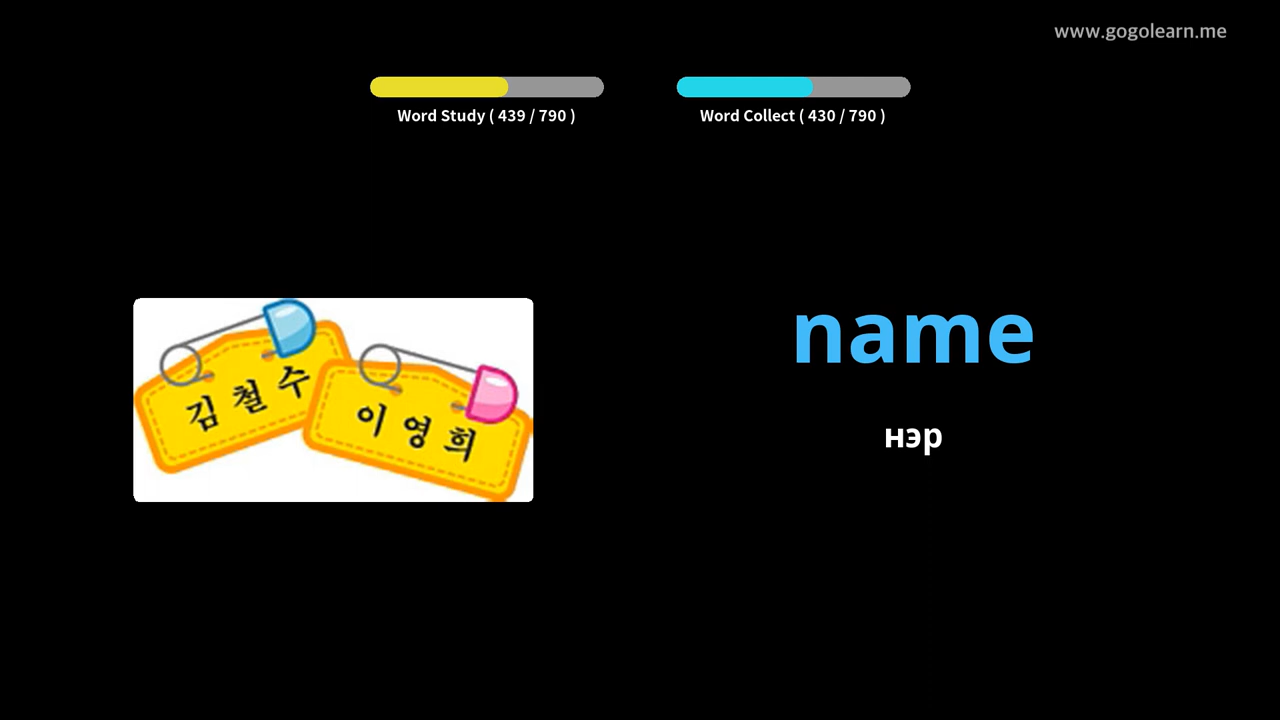 www.gogolearn.me
Word Study ( 439 / 790 )
Word Collect ( 430 / 790 )
김철수
이영희
name
нэр